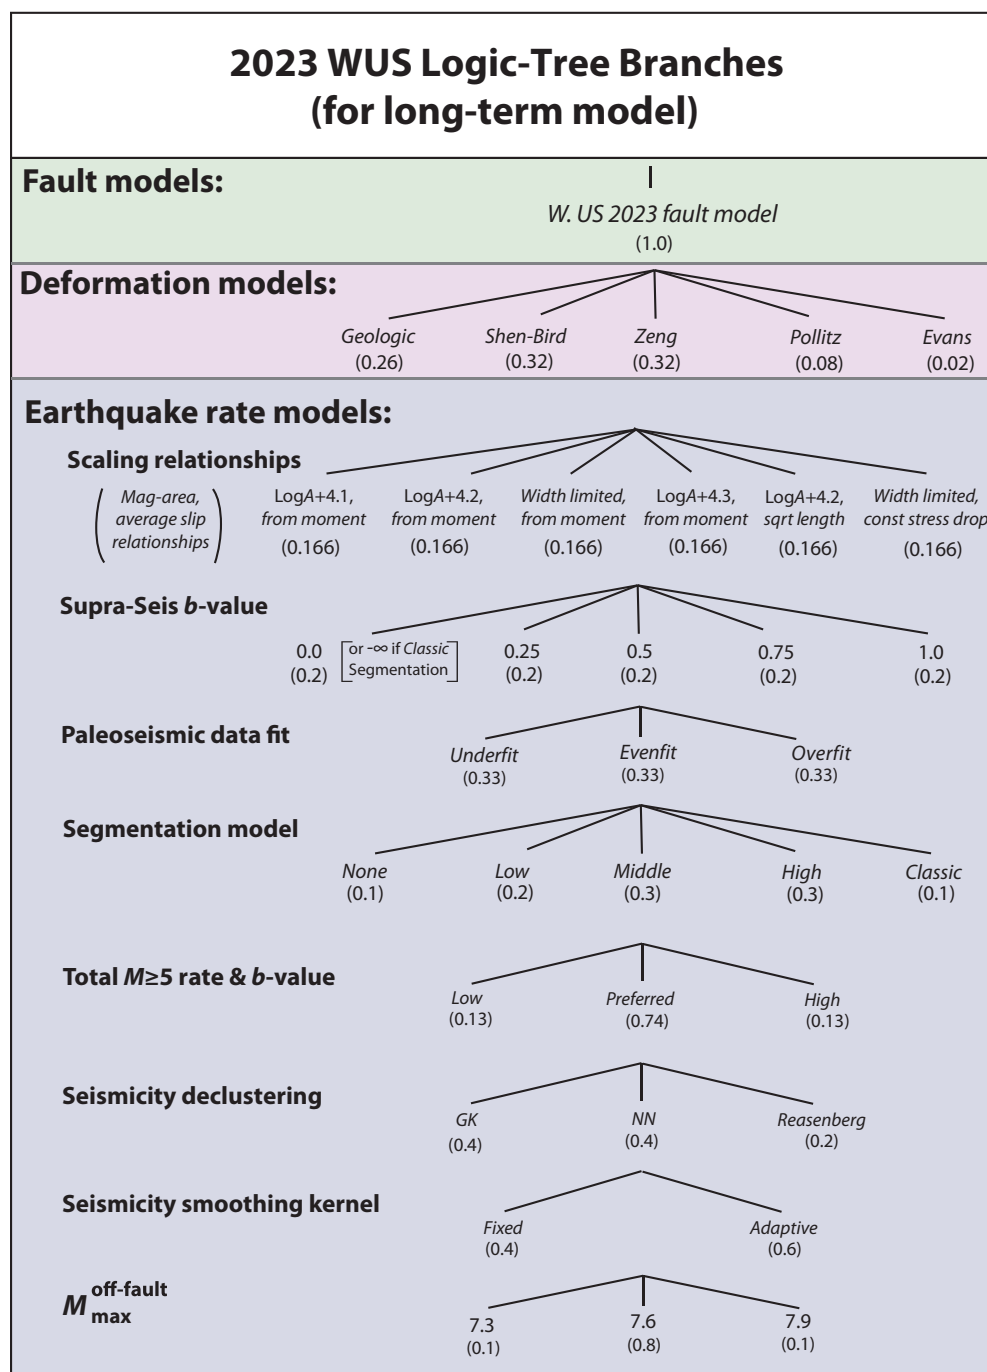 2023 WUS Logic-Tree Branches
(for long-term model)
Fault models:
W. US 2023 fault model
(1.0)
Deformation models:
Geologic Shen-Bird Zeng Pollitz Evans
(0.26) (0.32) (0.32) (0.08) (0.02)
Earthquake rate models:
Scaling relationships
Mag-area, LogA+4.1, LogA+4.2, Width limited, LogA+4.3, LogA+4.2, Width limited,
average slip from moment from moment from moment from moment sqrt length const stress drop
relationships (0.166) (0.166) (0.166) (0.166) (0.166) (0.166)
Supra-Seis b-value
0.0 [or -∞ if Classic 0.25 0.5 0.75 1.0
(0.2) Segmentation] (0.2) (0.2) (0.2) (0.2)
Paleoseismic data fit
Underfit Evenfit Overfit
(0.33) (0.33) (0.33)
Segmentation model
None Low Middle High Classic
(0.1) (0.2) (0.3) (0.3) (0.1)
Total M≥5 rate & b-value
Low Preferred High
(0.13) (0.74) (0.13)
Seismicity declustering
GK NN Reasenberg
(0.4) (0.4) (0.2)
Seismicity smoothing kernel
Fixed Adaptive
(0.4) (0.6)
M off-fault
max
7.3 7.6 7.9
(0.1) (0.8) (0.1)